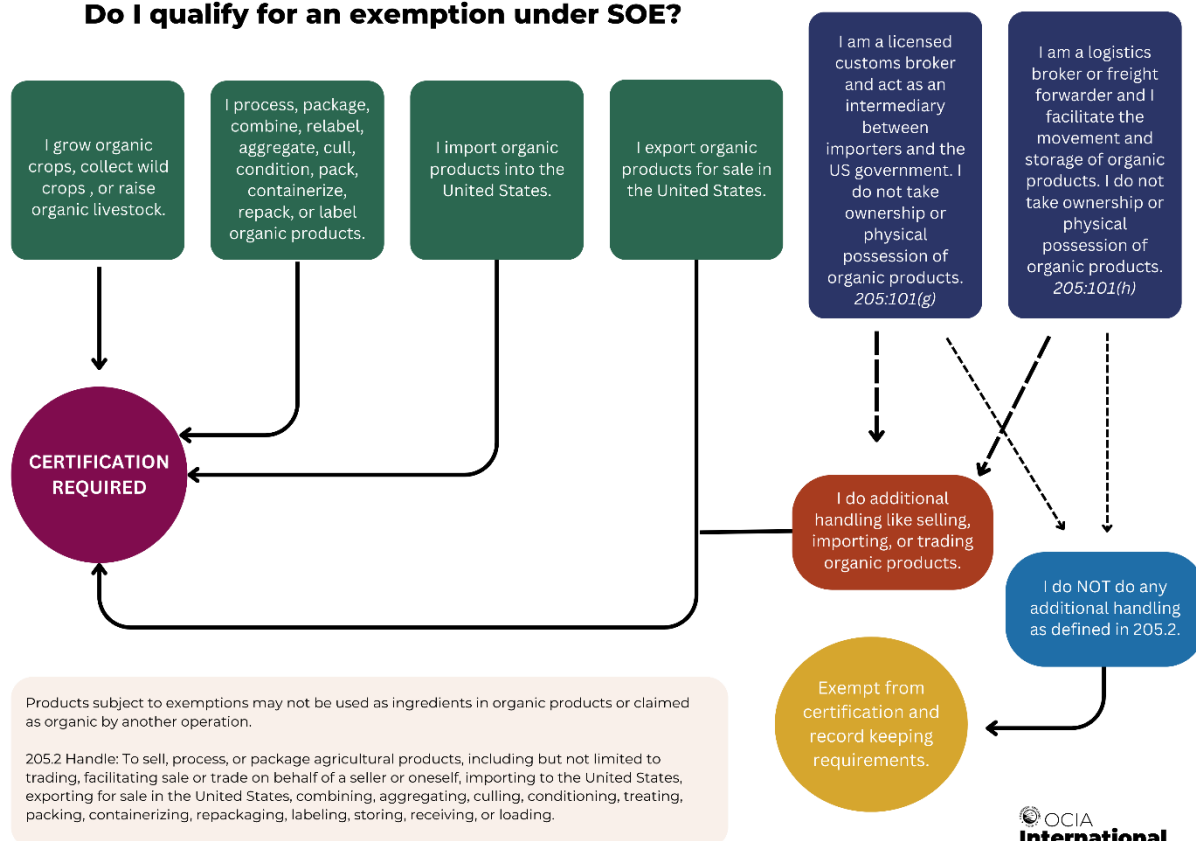 Do I qualify for an exemption under SOE?
I grow organic
crops, collect wild
crops , or raise
organic livestock.
I process, package,
combine, relabel,
aggregate, cull,
condition, pack,
containerize,
repack, or label
organic products.
I import organic
products into the
United States.
I export organic
products for sale in
the United States.
I am a licensed
customs broker
and act as an
intermediary
between
importers and the
US government. I
do not take
ownership or
physical
possession of
organic products.
205:101(g)
I am a logistics
broker or freight
forwarder and I
facilitate the
movement and
storage of organic
products. I do not
take ownership or
physical
possession of
organic products.
205:101(h)
CERTIFICATION
REQUIRED
I do additional
handling like selling,
importing, or trading
organic products.
I do NOT do any
additional handling
as defined in 205.2.
Exempt from
certification and
record keeping
requirements.
Products subject to exemptions may not be used as ingredients in organic products or claimed
as organic by another operation.
205.2 Handle: To sell, process, or package agricultural products, including but not limited to
trading, facilitating sale or trade on behalf of a seller or oneself, importing to the United States,
exporting for sale in the United States, combining, aggregating, culling, conditioning, treating,
packing, containerizing, repackaging, labeling, storing, receiving, or loading.
OCIA
International